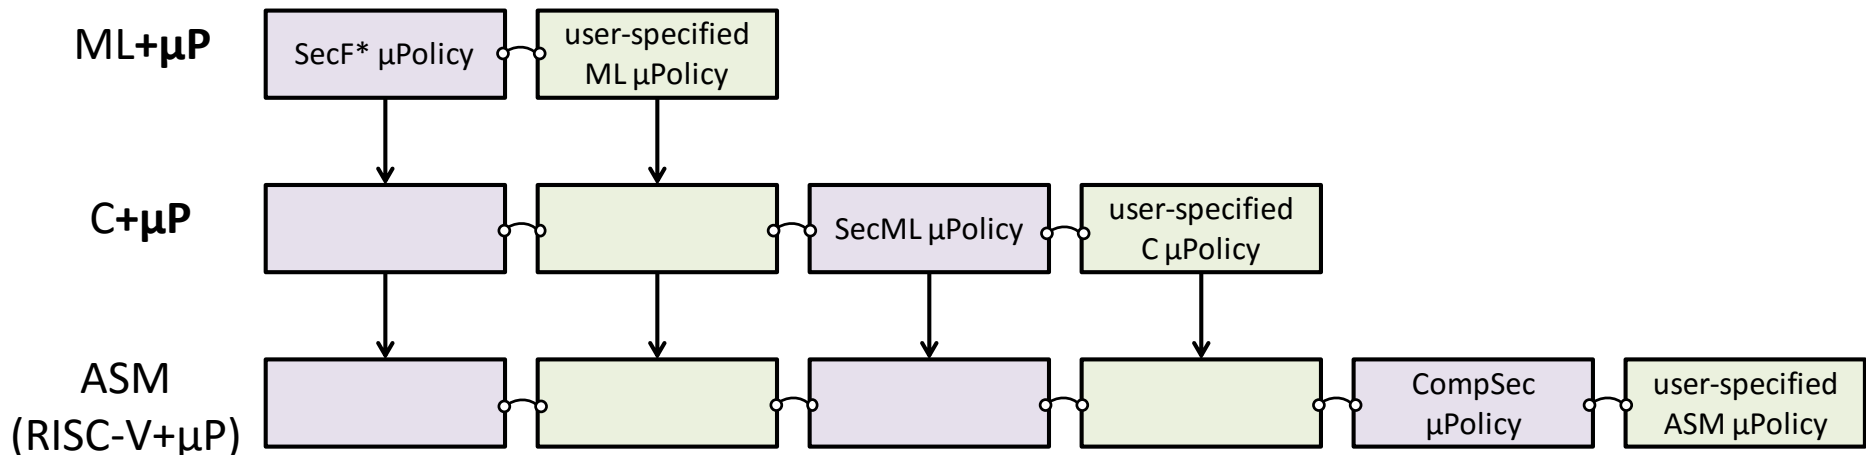 ML+μP
SecF* μPolicy
user-specified
ML μPolicy
C+μP
SecML μPolicy
user-specified
C μPolicy
ASM
(RISC-V+μP)
CompSec
μPolicy
user-specified
ASM μPolicy